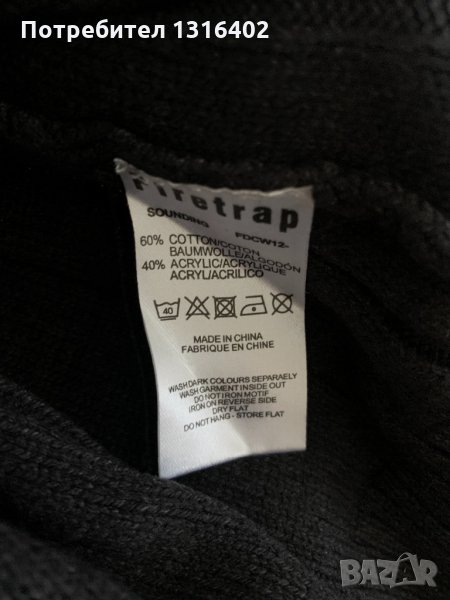 Потребител 1316402
Firetrap
SOUNDING FDCW12-
60% COTTON/COTON
BAUMWOLLE/ALGODÓN
40% ACRYLIC/ACRYLIQUE
ACRYL/ACRILICO
40
MADE IN CHINA
FABRIQUE EN CHINE
WASH DARK COLOURS SEPARAELY
WASH GARMENT INSIDE OUT
DO NOT IRON MOTIF
IRON ON REVERSE SIDE
DRY FLAT
DO NOT HANG - STORE FLAT
BAZAR